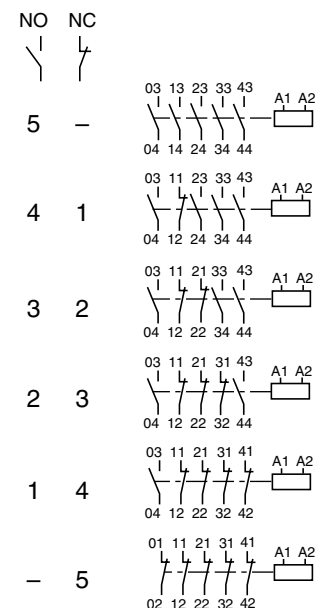 NO NC
03 13 23 33 43
A1 A2
5 –
04 14 24 34 44
03 11 23 33 43
A1 A2
4 1
04 12 24 34 44
03 11 21 33 43
A1 A2
3 2
04 12 22 34 44
03 11 21 31 43
A1 A2
2 3
04 12 22 32 44
03 11 21 31 41
A1 A2
1 4
04 12 22 32 42
01 11 21 31 41
A1 A2
– 5
02 12 22 32 42